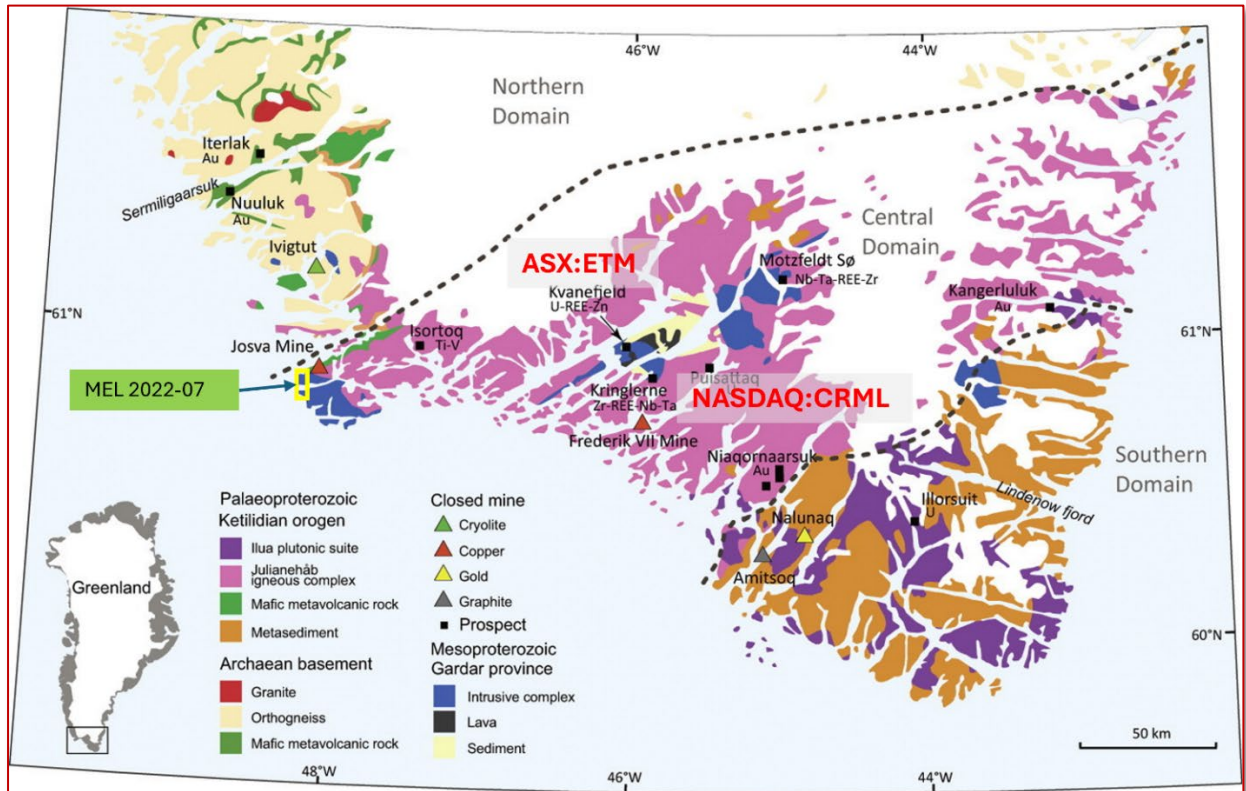 46°W
44°W
Northern
Domain
Iterlak
Au
Sermiligaarsuk
Nuuluk
Au
Ivigtut
Central
Domain
ASX:ETM
Motzfeldt Sø
Nb-Ta-REE-Zr
Kvanefjeld
U-REE-Zn
Kangerluluk
Au
61°N
61°N
Isortoq
Ti-V
Josva Mine
MEL 2022-07
Puisattaq
Kringlerne
Zr-REE-Nb-Ta
NASDAQ:CRML
Frederik VII Mine
Niaqornaarsuk
Au
Southern
Domain
Illorsuit
U
Lindenow fjord
Nalunaq
Amitsoq
60°N
Greenland
Palaeoproterozoic
Ketilidian orogen
Ilua plutonic suite
Julianehåb
igneous complex
Mafic metavolcanic rock
Metasediment
Archaean basement
Granite
Orthogneiss
Mafic metavolcanic rock
Closed mine
Cryolite
Copper
Gold
Graphite
Prospect
Mesoproterozoic
Gardar province
Intrusive complex
Lava
Sediment
50 km
48°W
46°W
44°W